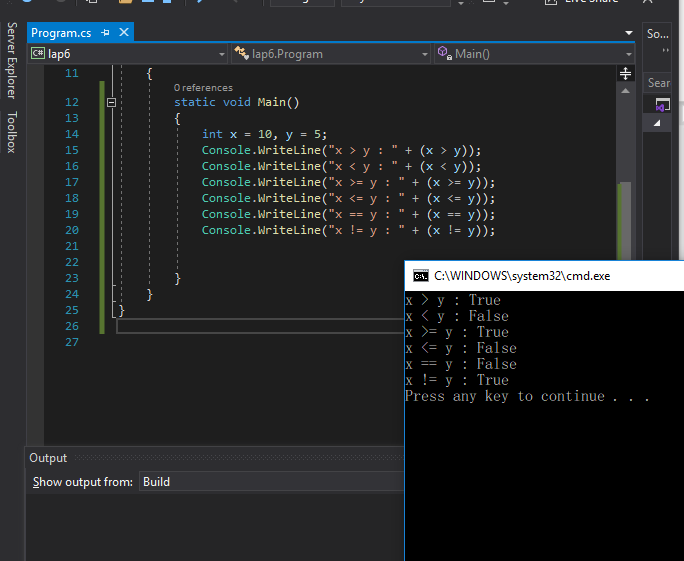 Live Share
Server Explorer
Toolbox
Program.cs
So...
C# lap6
lap6.Program
Main()
Sear
11 {
0 references
12 static void Main()
13 {
14 int x = 10, y = 5;
15 Console.WriteLine("x > y : " + (x > y));
16 Console.WriteLine("x < y : " + (x < y));
17 Console.WriteLine("x >= y : " + (x >= y));
18 Console.WriteLine("x <= y : " + (x <= y));
19 Console.WriteLine("x == y : " + (x == y));
20 Console.WriteLine("x != y : " + (x != y));
21
22
23 }
24 }
25 }
26
27
C:\WINDOWS\system32\cmd.exe
x > y : True
x < y : False
x >= y : True
x <= y : False
x == y : False
x != y : True
Press any key to continue . . .
Output
Show output from: Build